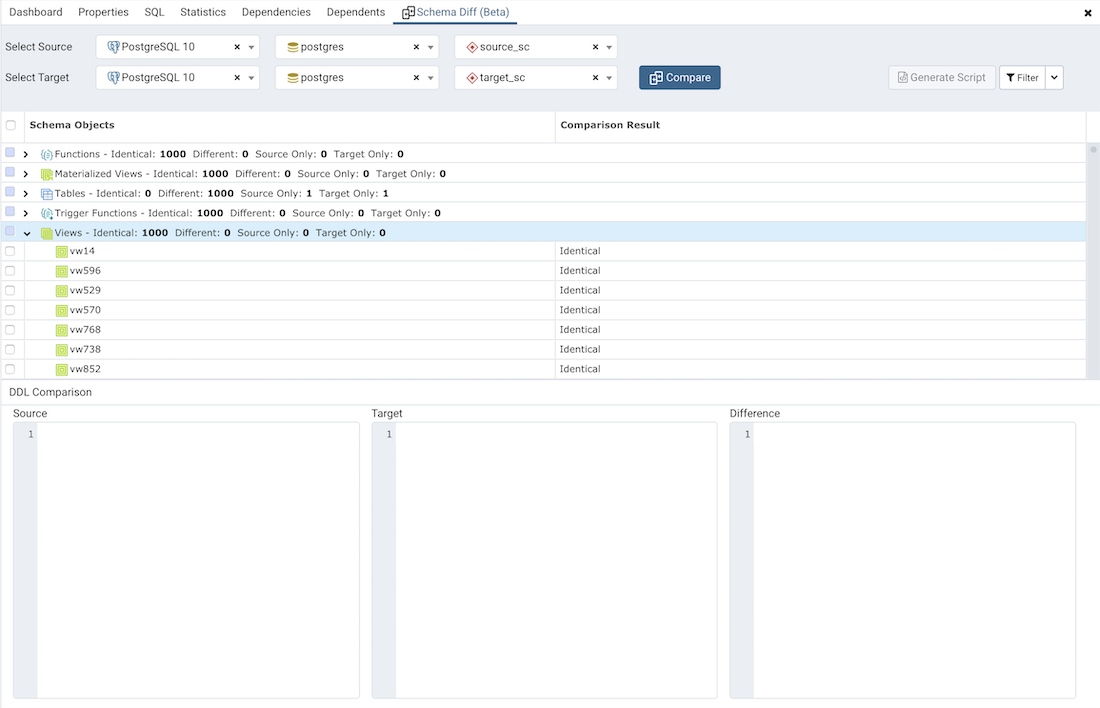 Dashboard Properties SQL Statistics Dependencies Dependents Schema Diff (Beta)
Select Source PostgreSQL 10 postgres source_sc
Select Target PostgreSQL 10 postgres target_sc Compare Generate Script Filter
Schema Objects Comparison Result
Functions - Identical: 1000 Different: 0 Source Only: 0 Target Only: 0
Materialized Views - Identical: 1000 Different: 0 Source Only: 0 Target Only: 0
Tables - Identical: 0 Different: 1000 Source Only: 1 Target Only: 1
Trigger Functions - Identical: 1000 Different: 0 Source Only: 0 Target Only: 0
Views - Identical: 1000 Different: 0 Source Only: 0 Target Only: 0
vw14 Identical
vw596 Identical
vw529 Identical
vw570 Identical
vw768 Identical
vw738 Identical
vw852 Identical
DDL Comparison
Source Target Difference
1 1 1